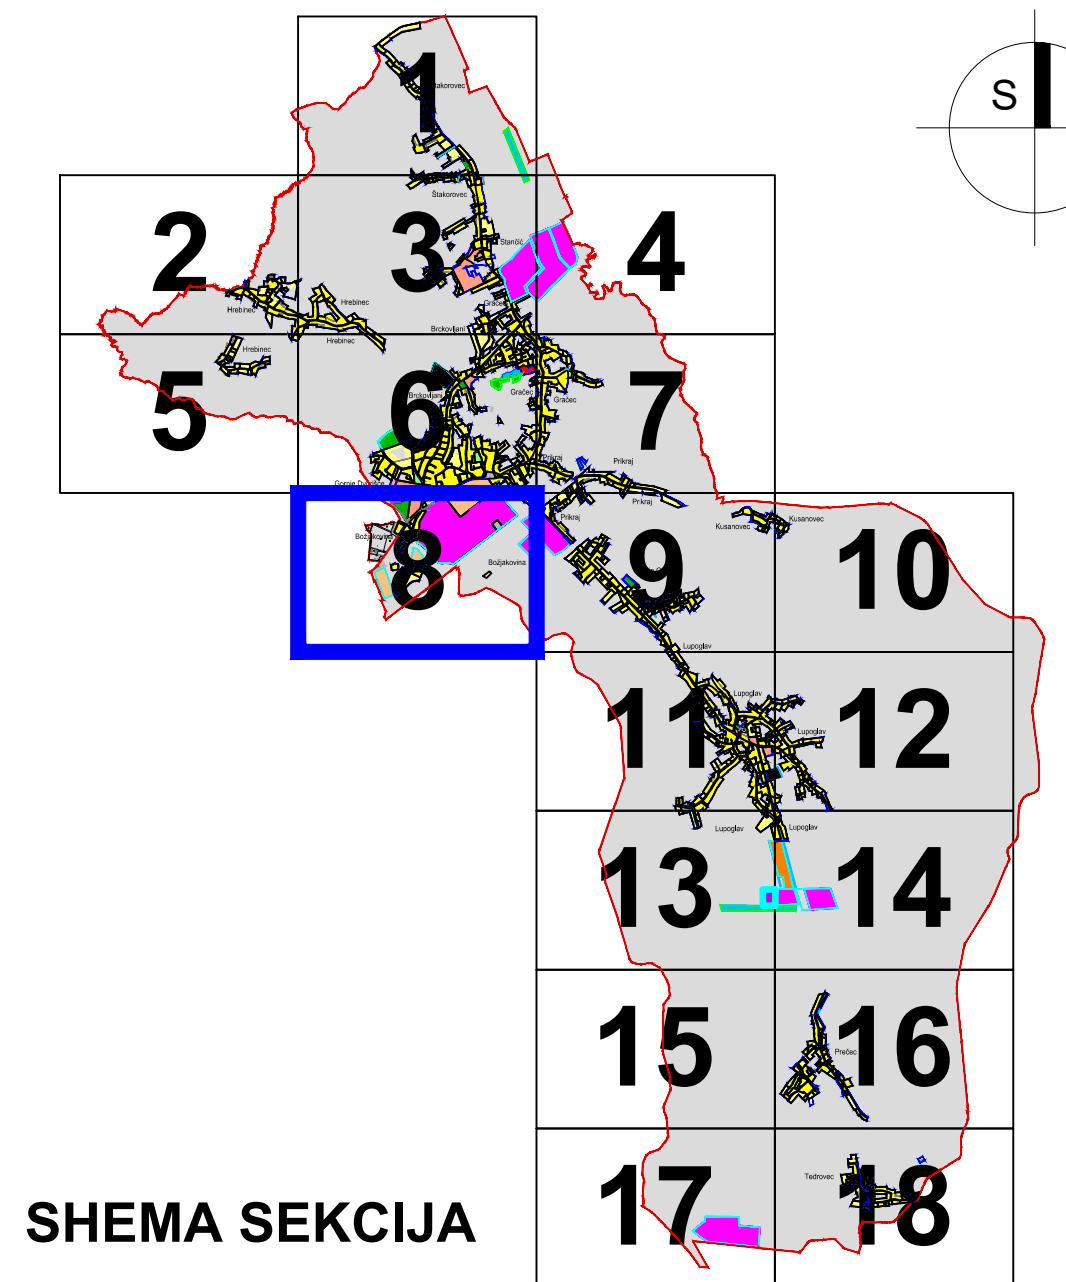 1
Štakorovec
S
2
3
4
Štakorovec
Stančić
Hrebinec
Hrebinec
Gračec
Brckovljani
Hrebinec
Hrebinec
5
6
7
Brckovljani
Gračec
Gračec
Prikraj
Prikraj
Gornje Dvorišće
Prikraj
Prikraj
Kusanovec
Kusanovec
8
9
10
Božjakovina
Božjakovina
Lupoglav
11
12
Lupoglav
Lupoglav
Lupoglav
Lupoglav
13
14
15
16
Prečec
17
18
Tedrovec
SHEMA SEKCIJA